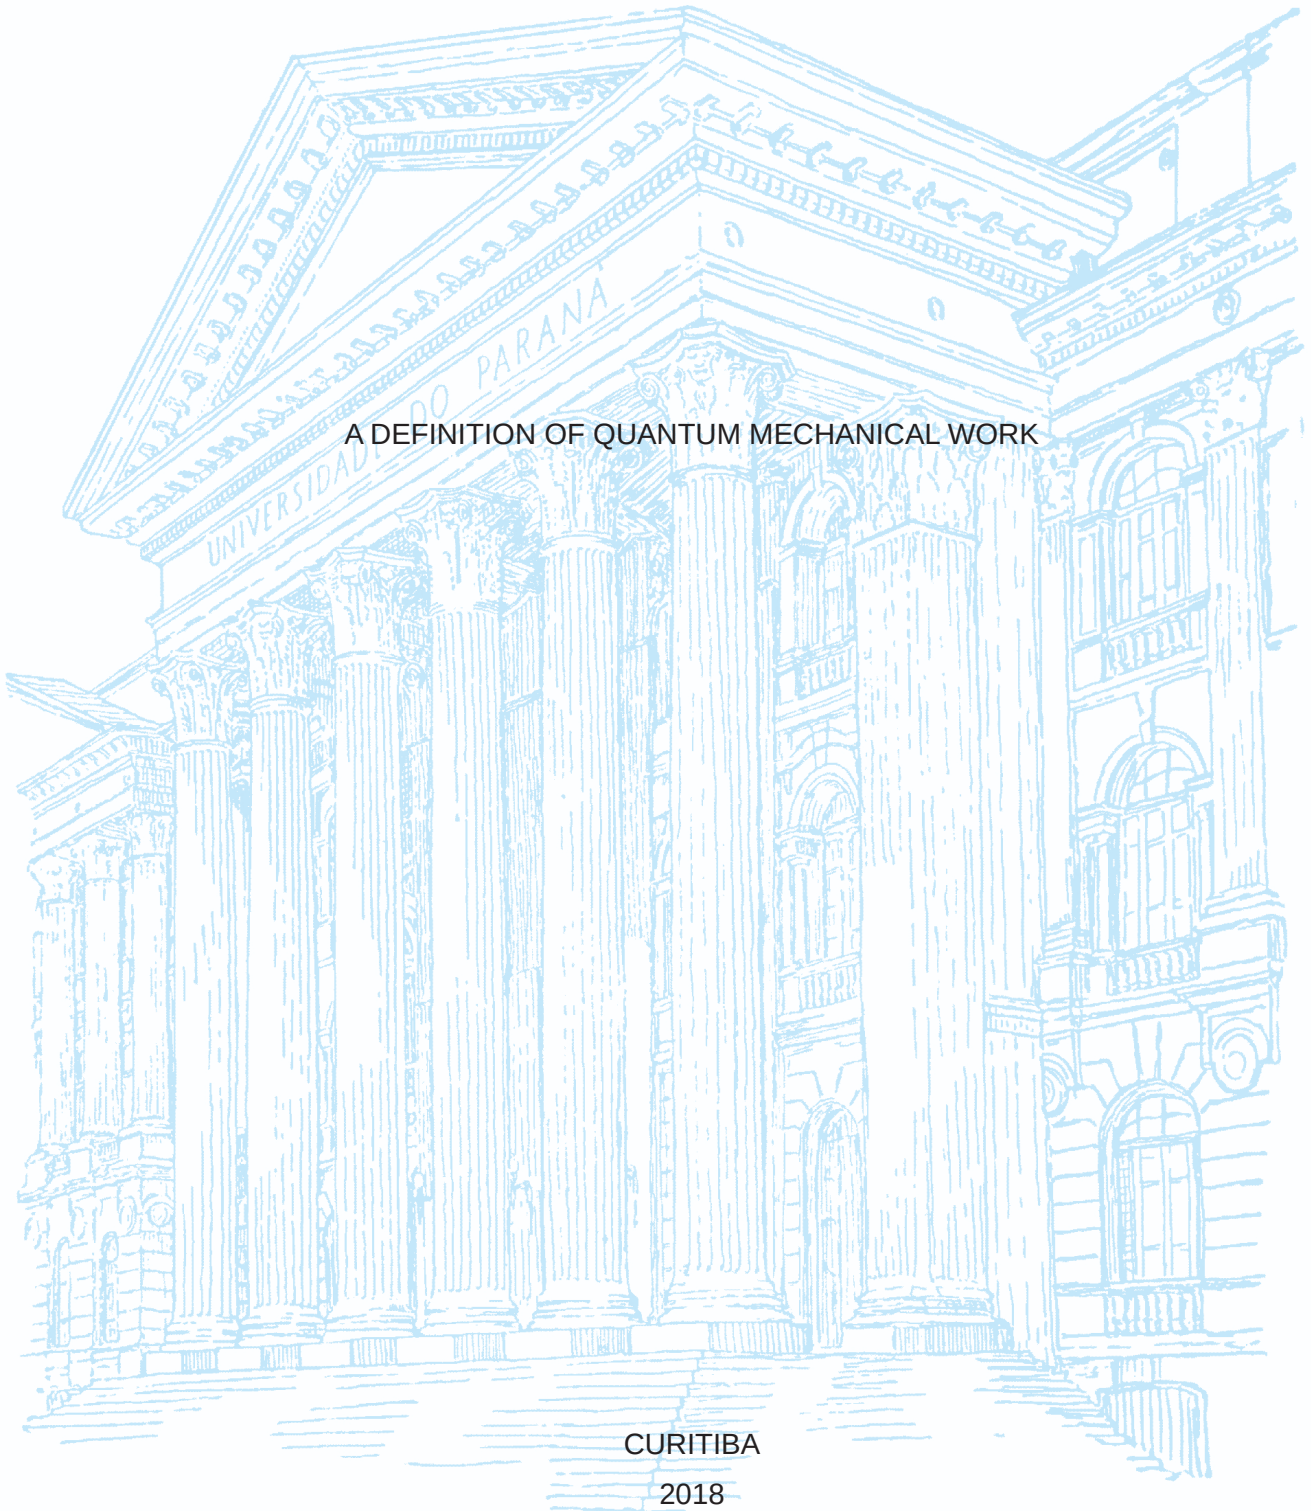 UNIVERSIDADE DO PARANÁ
A DEFINITION OF QUANTUM MECHANICAL WORK
CURITIBA
2018